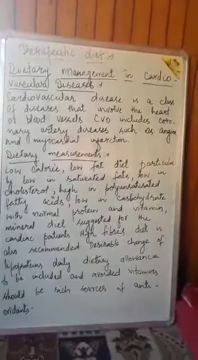 Therapeutic diet:-
Dietary management in Cardio-
Vascular Diseases:-
Cardiovascular disease is a class
of diseases that involve the heart
of blood vessels CVD includes coro-
nary artery diseases such as angina
and myocardial infarction.
Dietary measurements:-
Low calorie, low fat diet particular
ly low in saturated fats, low in
cholesterol, high in polyunsaturated
fatty acids, low in carbohydrate
with normal protein and vitamin,
mineral diet suggested for the
cardiac patients High fibres diet is
also recommended Desirable change of
daily dietary allowance
to be included and avoided vitamins
should be rich sources of anti-
oxidants.